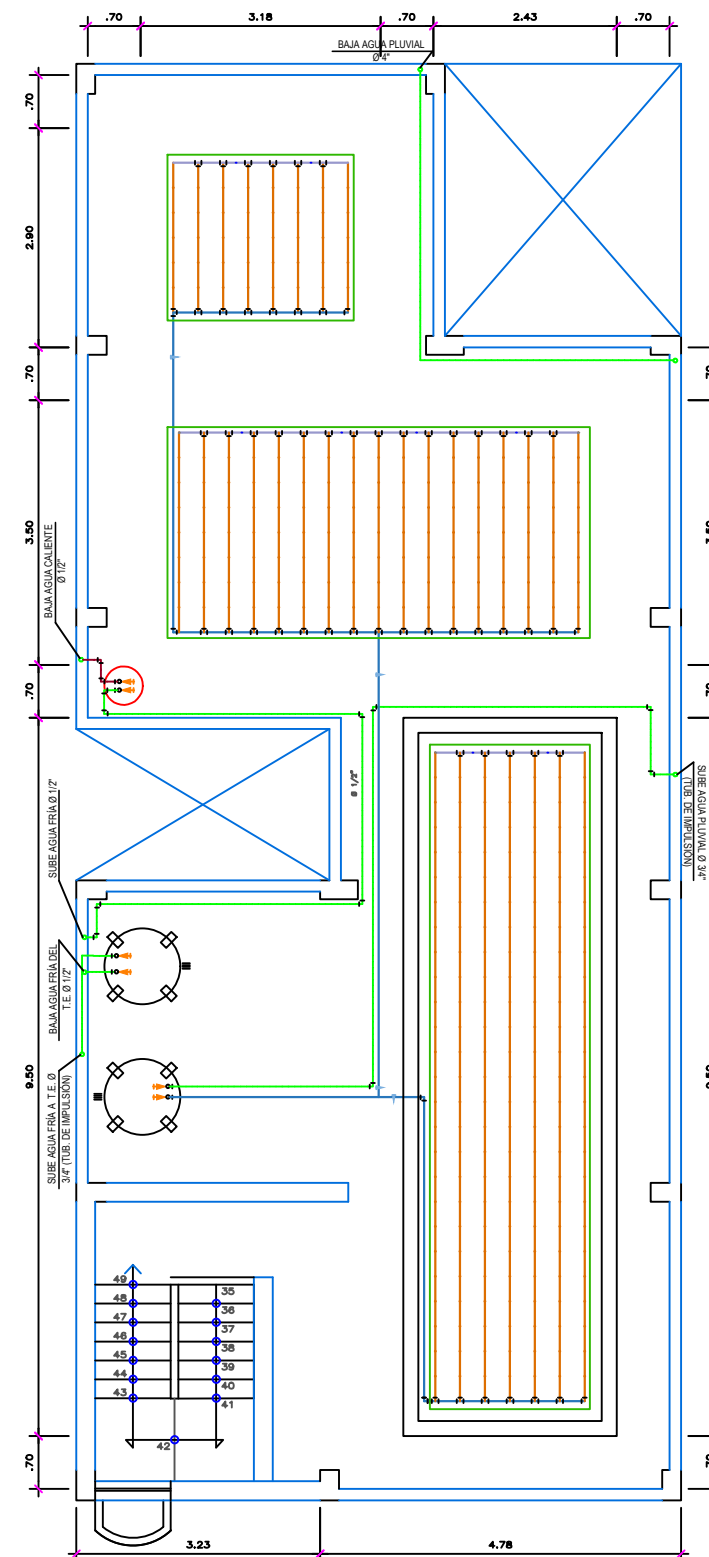 .70
3.18
.70
2.43
.70
BAJA AGUA PLUVIAL
Ø 4"
.70
2.90
.70
.70
3.50
BAJA AGUA CALIENTE
Ø 1/2"
.70
.70
SUBE AGUA PLUVIAL Ø 3/4"
(TUB. DE IMPULSIÓN)
Ø 1/2"
SUBE AGUA FRÍA Ø 1/2"
BAJA AGUA FRÍA DEL
T.E. Ø 1/2"
9.50
SUBE AGUA FRÍA A T.E. Ø
3/4" (TUB. DE IMPULSIÓN)
49
35
48
36
47
37
46
38
45
39
44
40
43
41
42
.70
.70
3.23
4.78